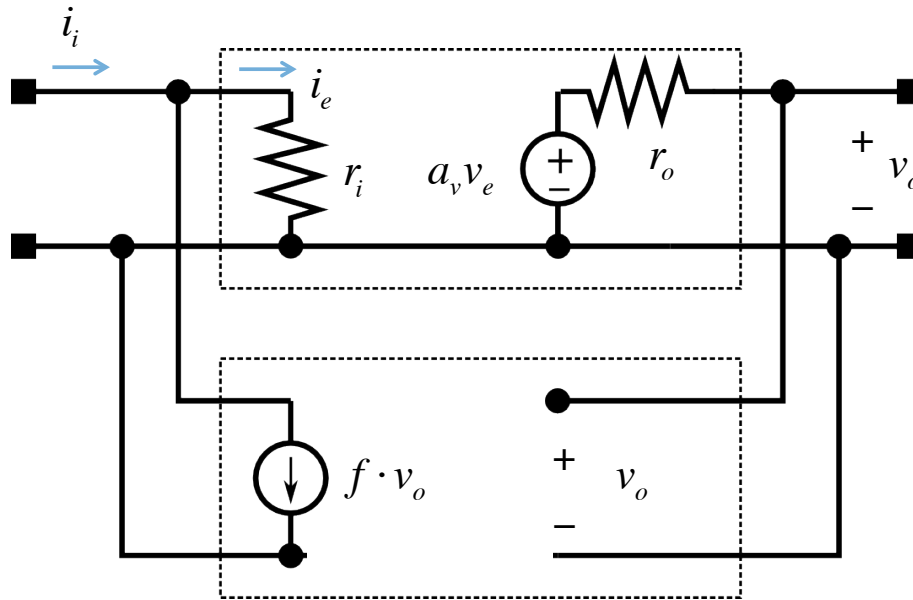 i_i
i_e
r_i
a_v v_e
+
−
r_o
+
v_o
−
f · v_o
+
v_o
−